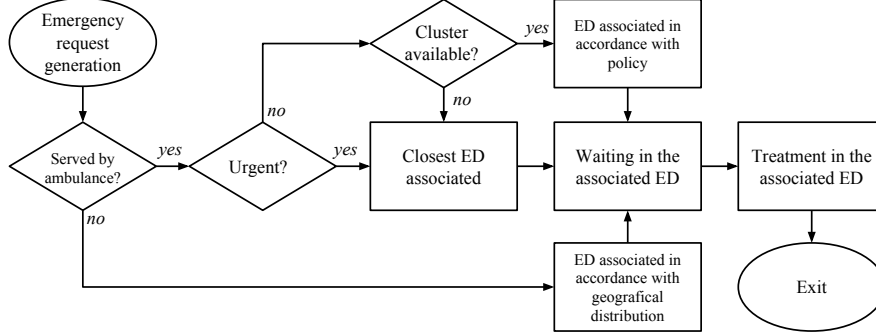 Emergency
request
generation
Served by
ambulance?
yes
no
Urgent?
no
yes
Cluster
available?
yes
no
ED associated in
accordance with
policy
Closest ED
associated
Waiting in the
associated ED
Treatment in the
associated ED
ED associated in
accordance with
geografical
distribution
Exit